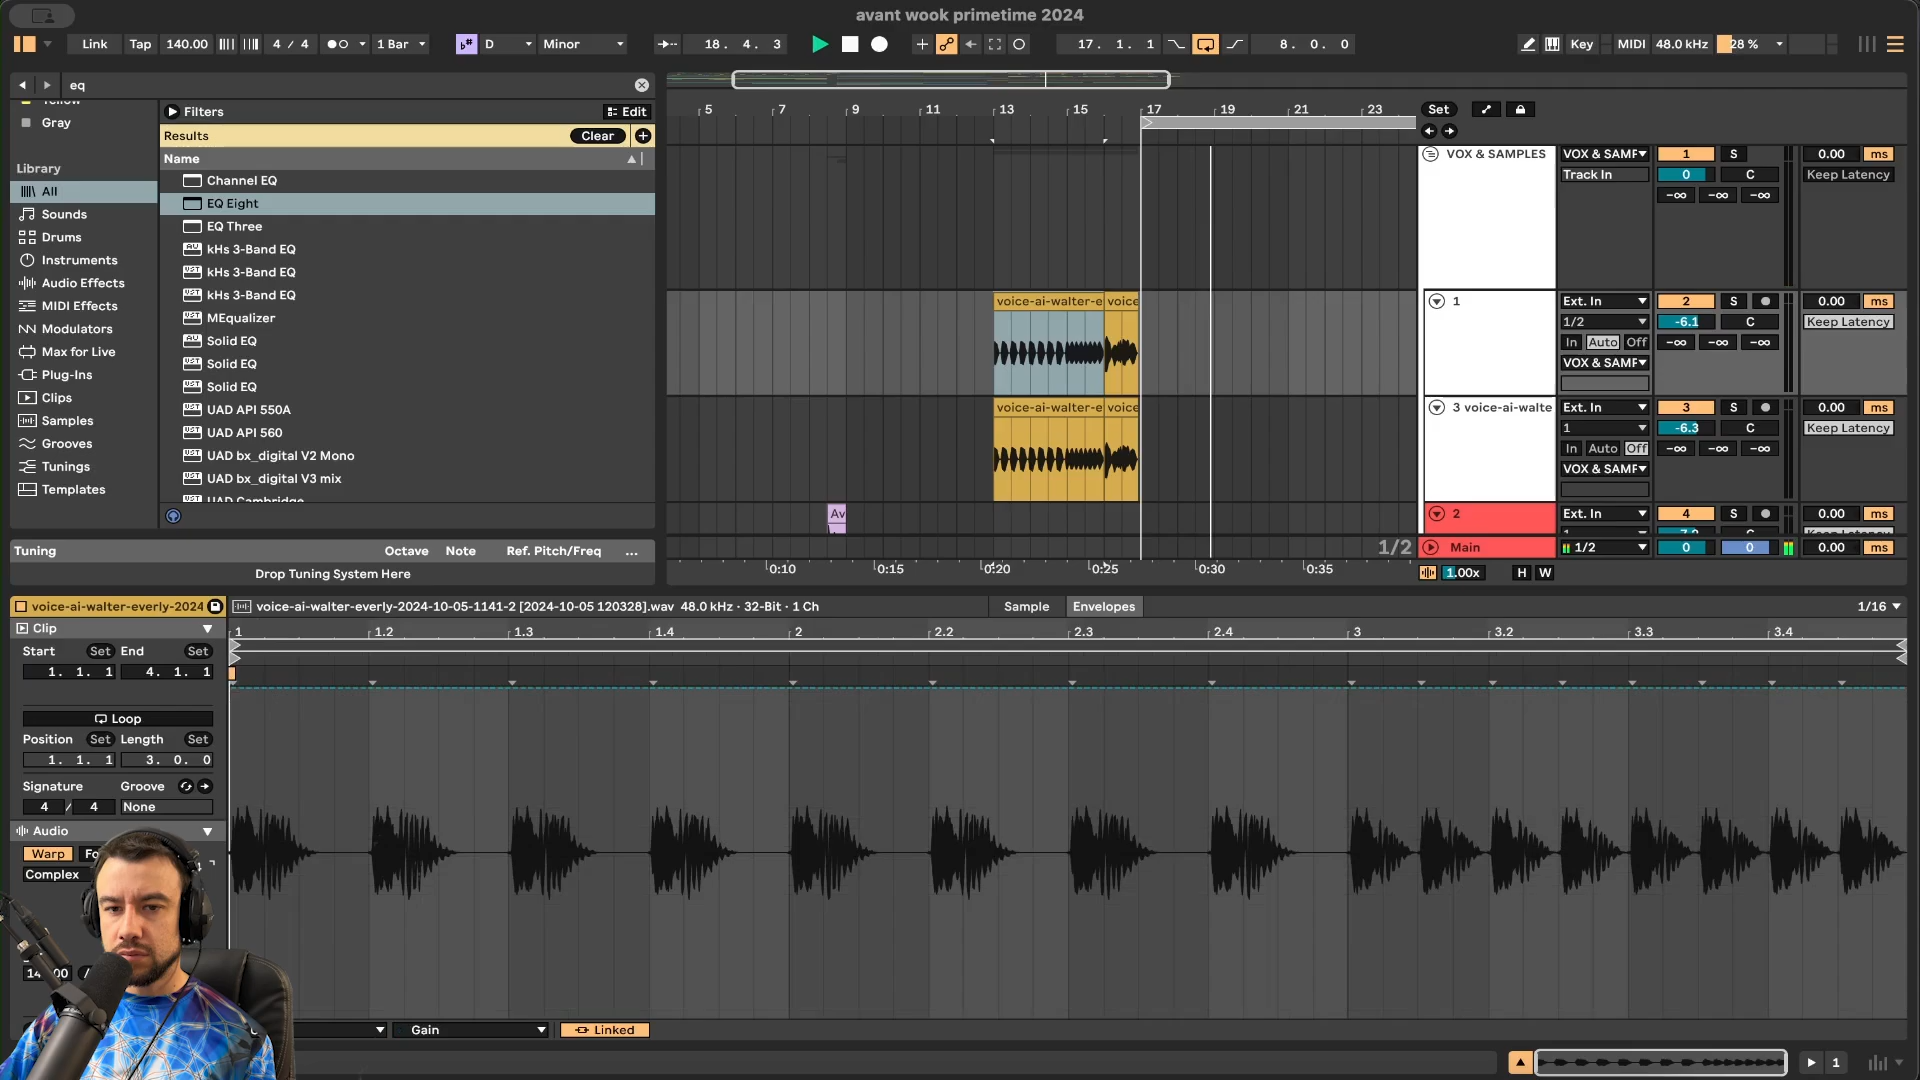 avant wook primetime 2024
Link Tap 140.00 4 / 4 1 Bar D Minor 18. 4. 3 17. 1. 1 8. 0. 0 Key MIDI 48.0 kHz 28 %
eq
Yellow
Gray
Library
All
Sounds
Drums
Instruments
Audio Effects
MIDI Effects
Modulators
Max for Live
Plug-Ins
Clips
Samples
Grooves
Tunings
Templates
Filters Edit
Results Clear
Name
Channel EQ
EQ Eight
EQ Three
kHs 3-Band EQ
kHs 3-Band EQ
kHs 3-Band EQ
MEqualizer
Solid EQ
Solid EQ
Solid EQ
UAD API 550A
UAD API 560
UAD bx_digital V2 Mono
UAD bx_digital V3 mix
UAD Cambridge
Tuning Octave Note Ref. Pitch/Freq ...
Drop Tuning System Here
5 7 9 11 13 15 17 19 21 23 Set
voice-ai-walter-e voice
voice-ai-walter-e voice
Av
1/2
0:10 0:15 0:20 0:25 0:30 0:35
VOX & SAMPLES VOX & SAMF 1 S 0.00 ms
Track In 0 C Keep Latency
-∞ -∞ -∞
1 Ext. In 2 S 0.00 ms
1/2 -6.1 C Keep Latency
In Auto Off -∞ -∞ -∞
VOX & SAMF
3 voice-ai-walte Ext. In 3 S 0.00 ms
1 -6.3 C Keep Latency
In Auto Off -∞ -∞ -∞
VOX & SAMF
2 Ext. In 4 S 0.00 ms
Main 1/2 0 0 0.00 ms
1.00x H W
voice-ai-walter-everly-2024 voice-ai-walter-everly-2024-10-05-1141-2 [2024-10-05 120328].wav 48.0 kHz · 32-Bit · 1 Ch Sample Envelopes 1/16
Clip
Start Set End Set
1. 1. 1 4. 1. 1
Loop
Position Set Length Set
1. 1. 1 3. 0. 0
Signature Groove
4 / 4 None
Audio
Warp
Complex
1 1.2 1.3 1.4 2 2.2 2.3 2.4 3 3.2 3.3 3.4
Gain Linked
1